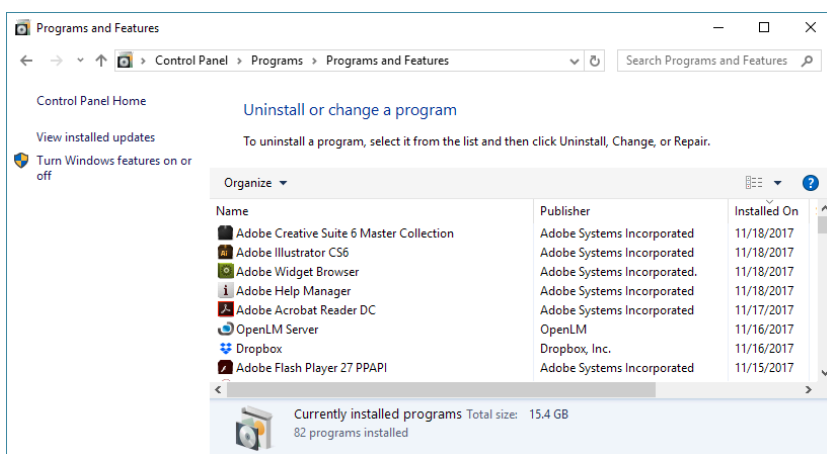 Programs and Features
Control Panel > Programs > Programs and Features
Search Programs and Features
Control Panel Home
View installed updates
Turn Windows features on or
off
Uninstall or change a program
To uninstall a program, select it from the list and then click Uninstall, Change, or Repair.
Organize
Name Publisher Installed On
Adobe Creative Suite 6 Master Collection Adobe Systems Incorporated 11/18/2017
Adobe Illustrator CS6 Adobe Systems Incorporated 11/18/2017
Adobe Widget Browser Adobe Systems Incorporated. 11/18/2017
Adobe Help Manager Adobe Systems Incorporated 11/18/2017
Adobe Acrobat Reader DC Adobe Systems Incorporated 11/17/2017
OpenLM Server OpenLM 11/16/2017
Dropbox Dropbox, Inc. 11/16/2017
Adobe Flash Player 27 PPAPI Adobe Systems Incorporated 11/15/2017
Currently installed programs Total size: 15.4 GB
82 programs installed